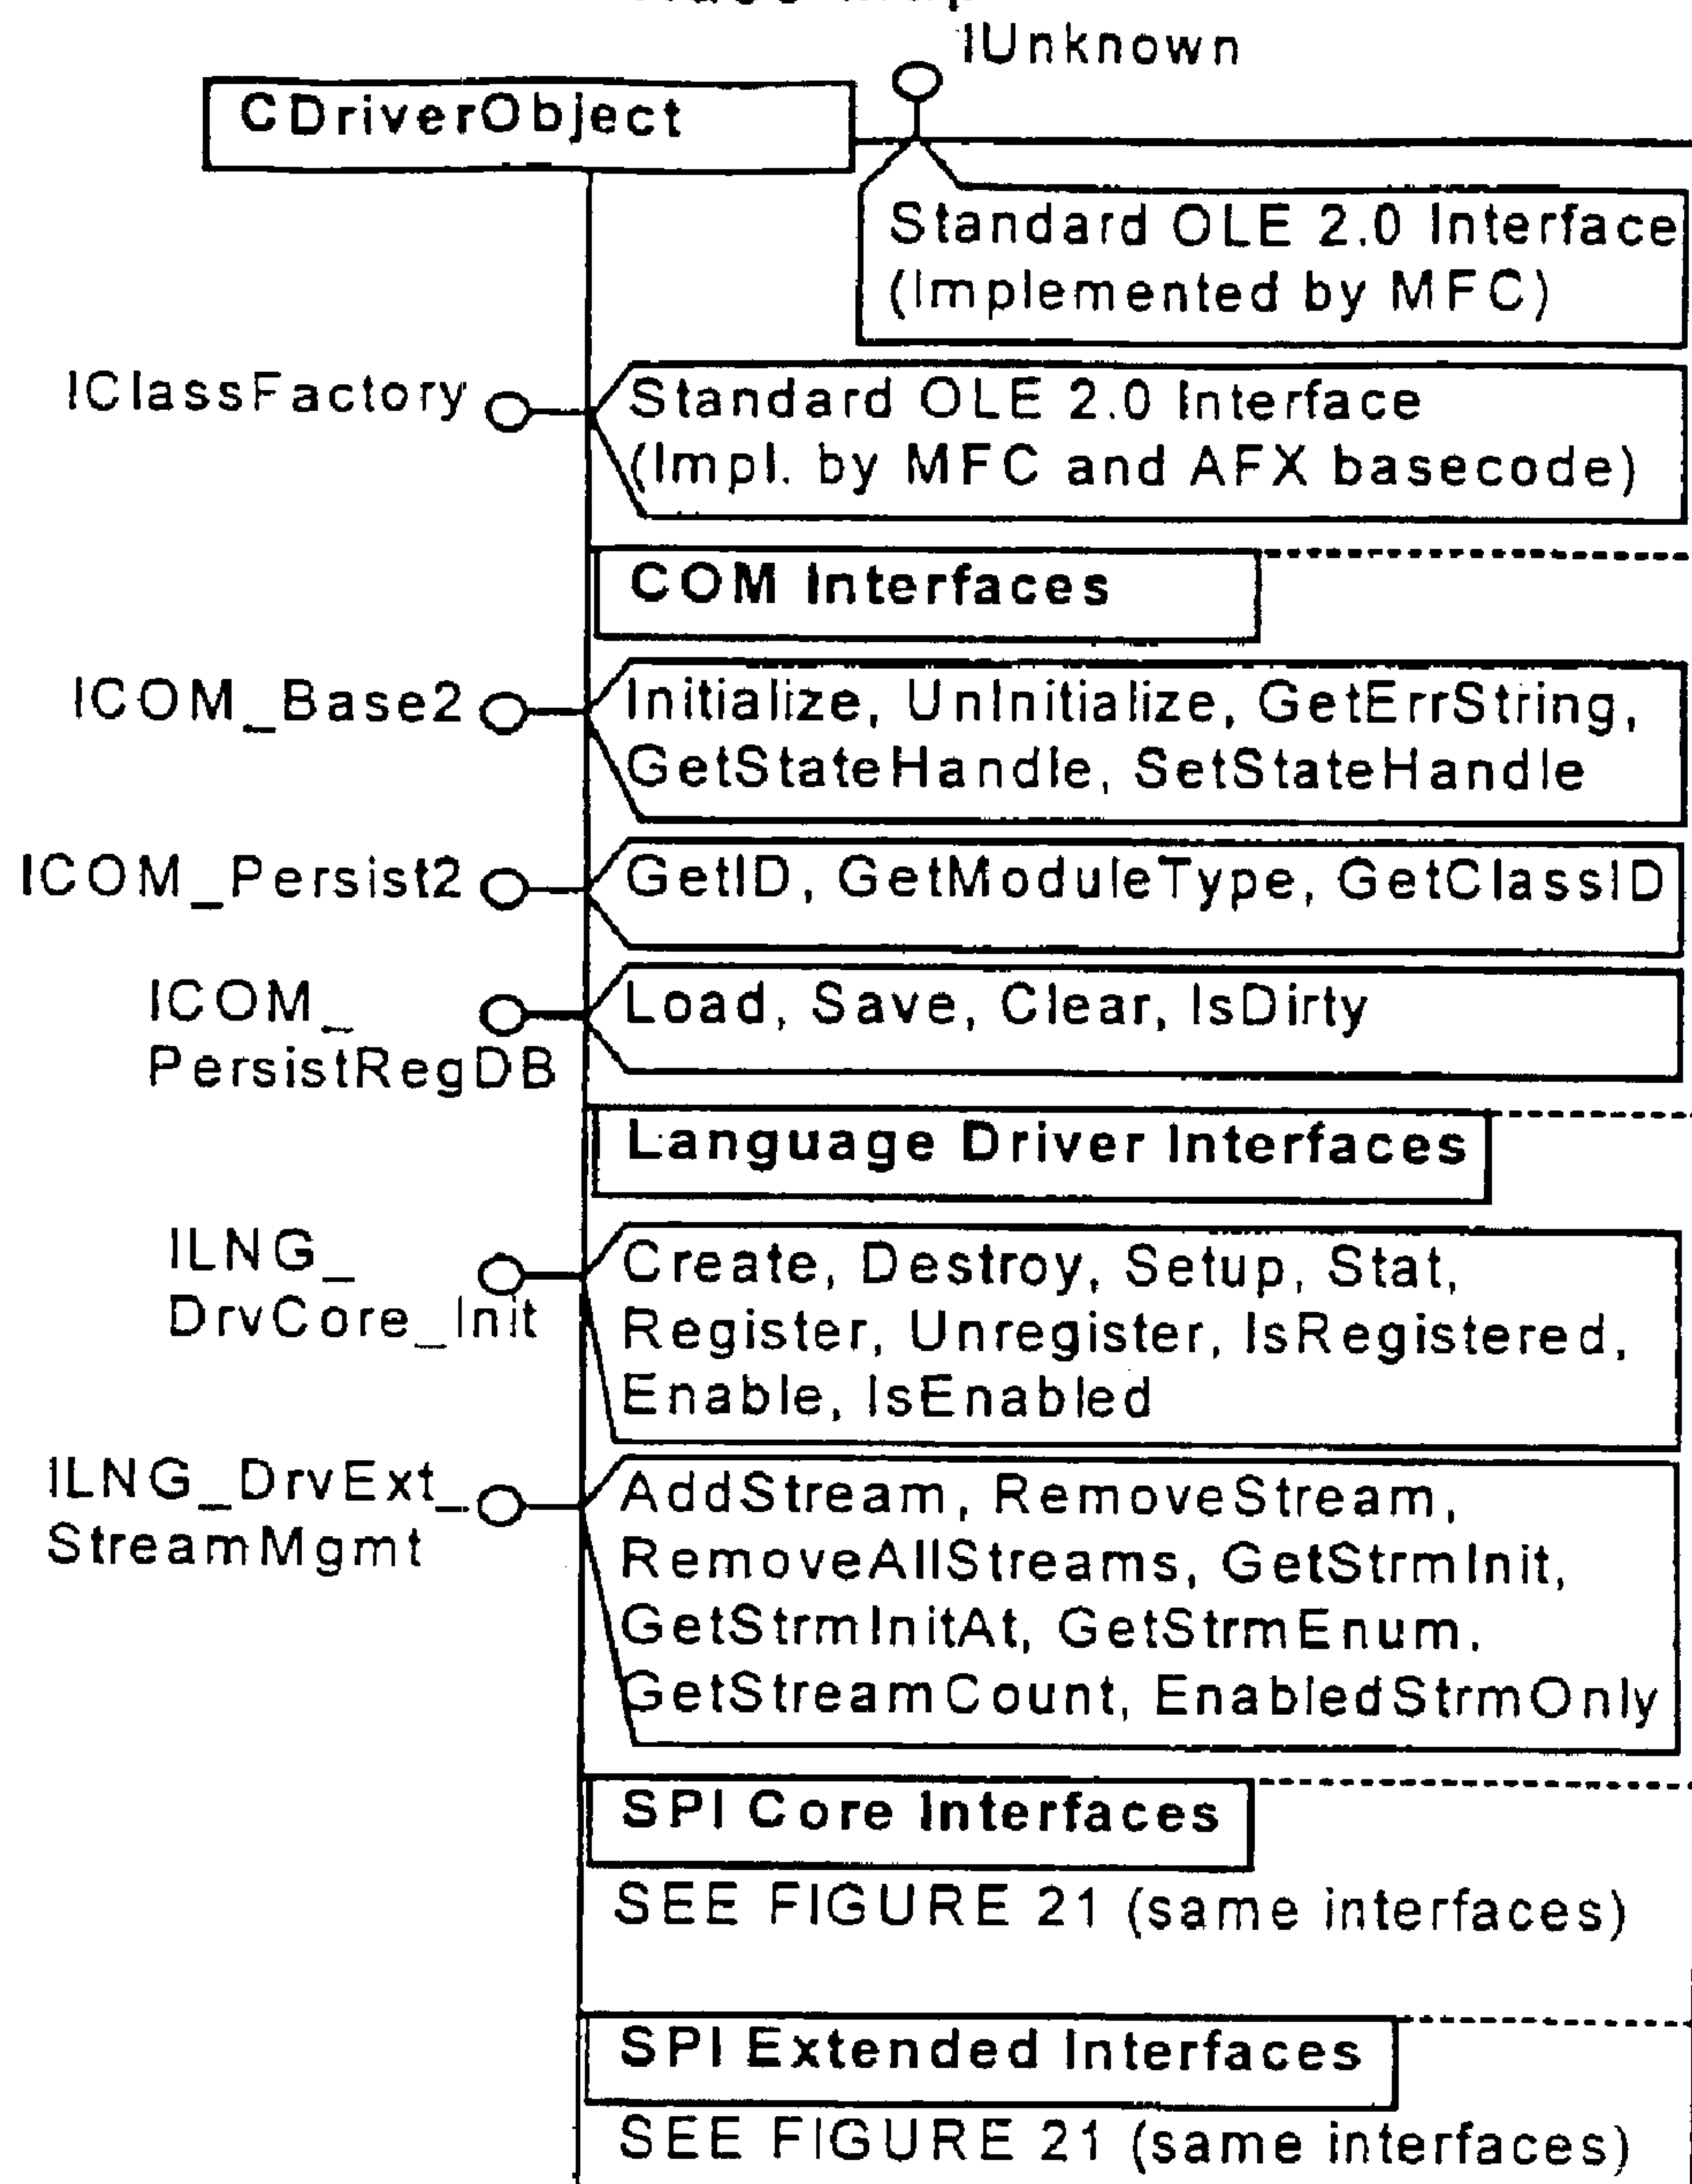 IUnknown
CDriverObject
Standard OLE 2.0 Interface
(Implemented by MFC)
IClassFactory
Standard OLE 2.0 Interface
(Impl. by MFC and AFX basecode)
COM Interfaces
ICOM_Base2
Initialize, UnInitialize, GetErrString,
GetStateHandle, SetStateHandle
ICOM_Persist2
GetID, GetModuleType, GetClassID
ICOM_
PersistRegDB
Load, Save, Clear, IsDirty
Language Driver Interfaces
ILNG_
DrvCore_Init
Create, Destroy, Setup, Stat,
Register, Unregister, IsRegistered,
Enable, IsEnabled
ILNG_DrvExt_
StreamMgmt
AddStream, RemoveStream,
RemoveAllStreams, GetStrmInit,
GetStrmInitAt, GetStrmEnum.
GetStreamCount, EnabledStrmOnly
SPI Core Interfaces
SEE FIGURE 21 (same interfaces)
SPI Extended Interfaces
SEE FIGURE 21 (same interfaces)